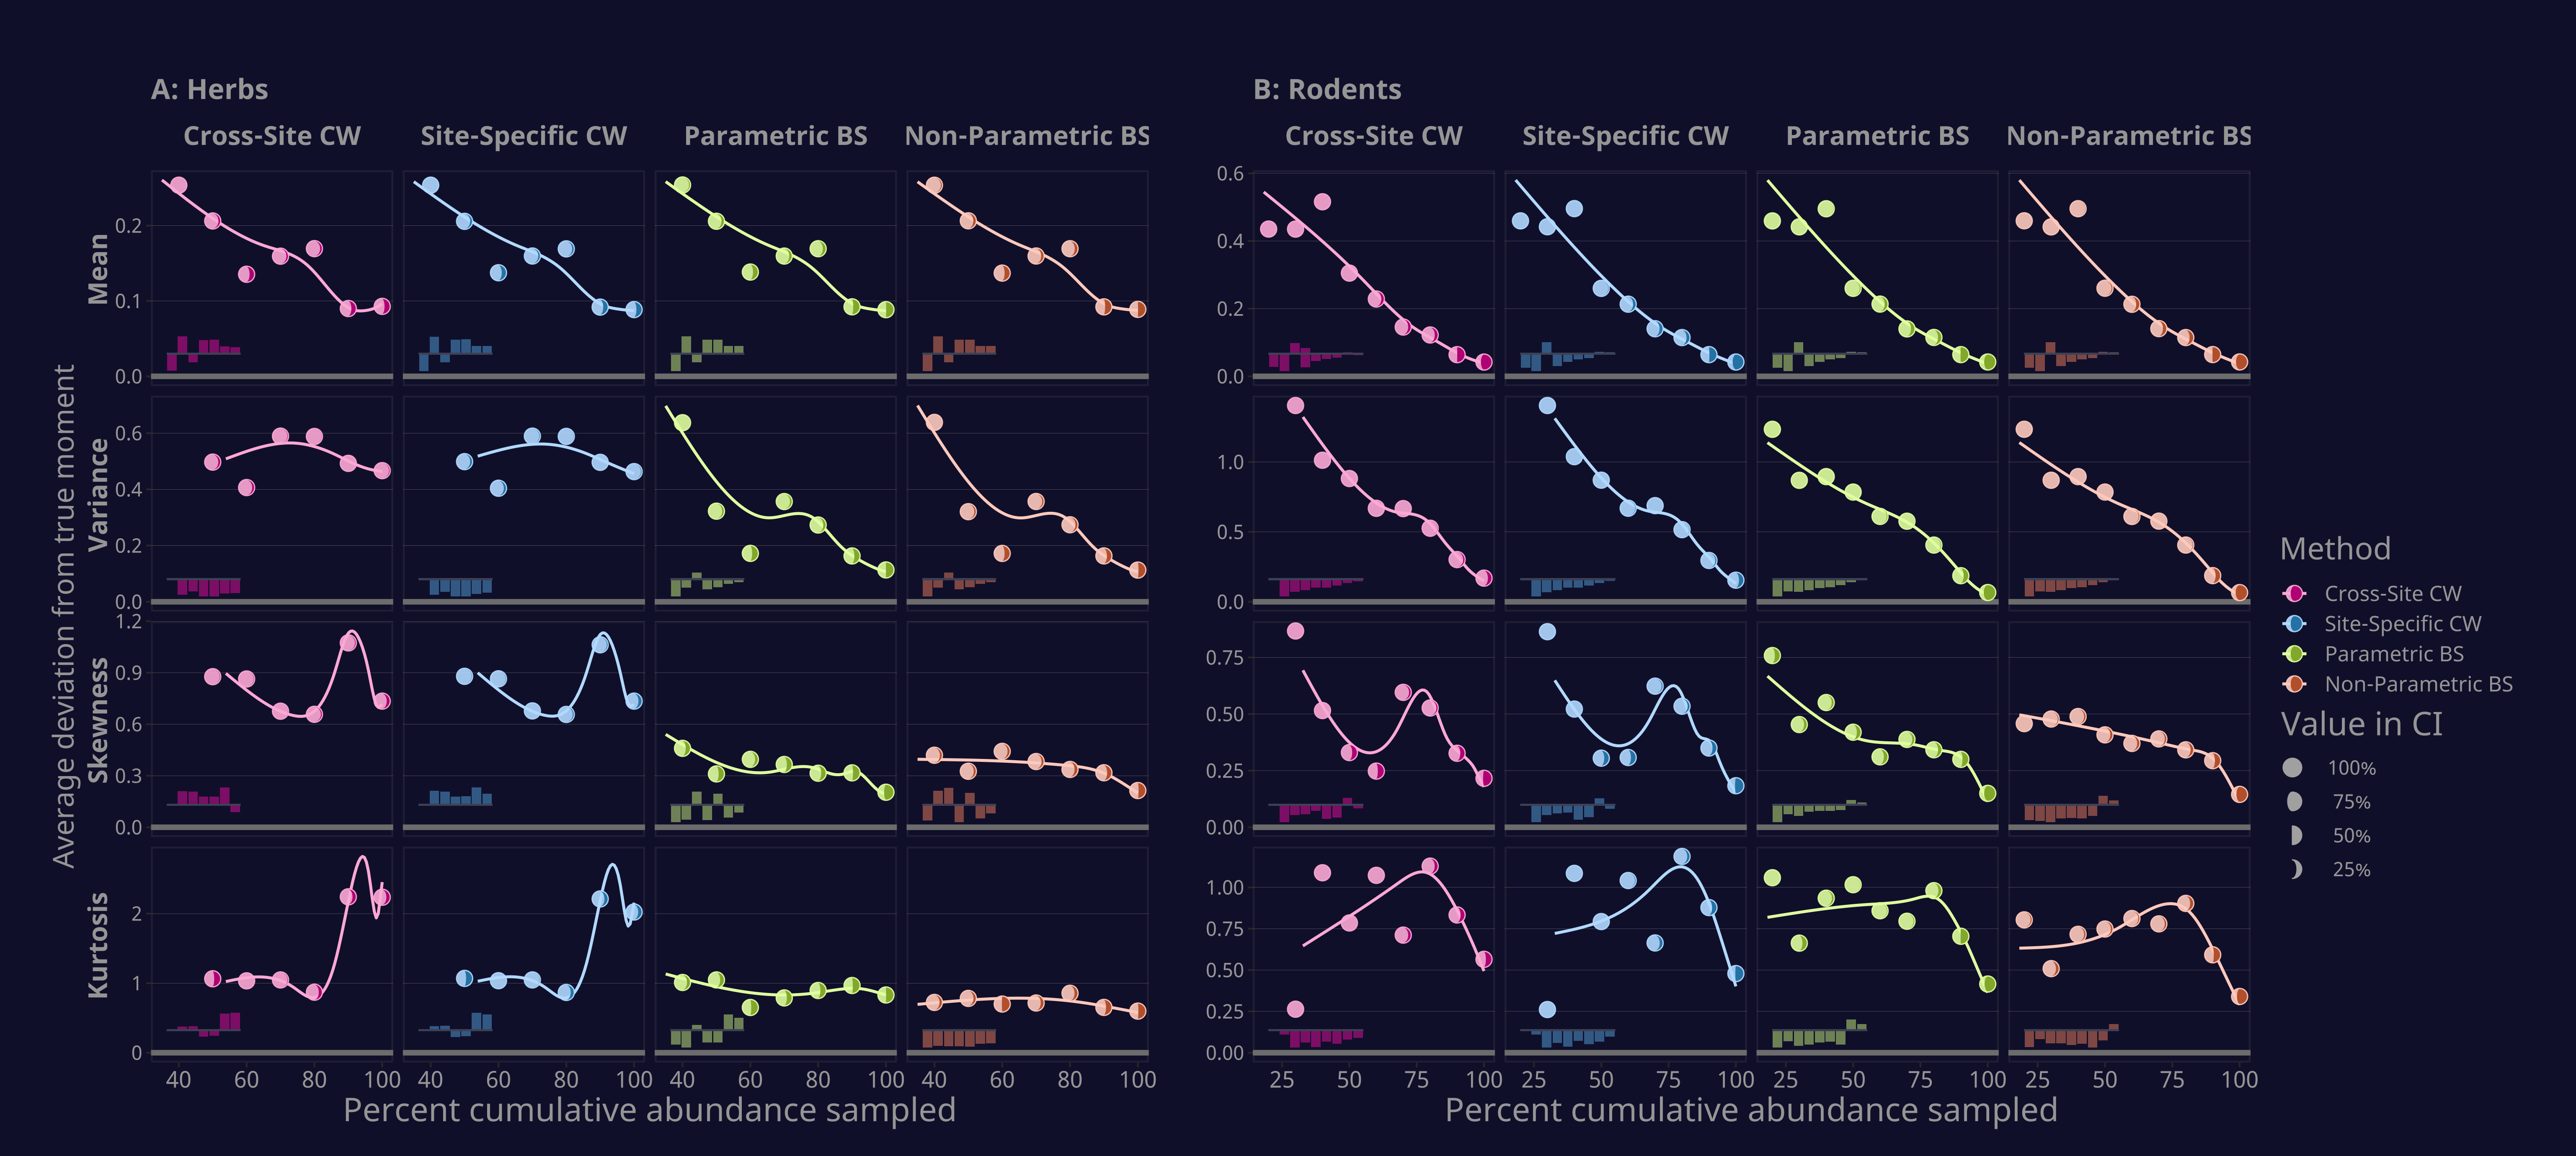 A: Herbs
B: Rodents
Cross-Site CW Site-Specific CW Parametric BS Non-Parametric BS
Cross-Site CW Site-Specific CW Parametric BS Non-Parametric BS
Average deviation from true moment
Mean
0.2
0.1
0.0
0.6
0.4
0.2
0.0
Variance
0.6
0.4
0.2
0.0
1.0
0.5
0.0
Skewness
1.2
0.9
0.6
0.3
0.0
0.75
0.50
0.25
0.00
Kurtosis
2
1
0
1.00
0.75
0.50
0.25
0.00
40 60 80 100 40 60 80 100 40 60 80 100 40 60 80 100
25 50 75 100 25 50 75 100 25 50 75 100 25 50 75 100
Percent cumulative abundance sampled
Percent cumulative abundance sampled
Method
Cross-Site CW
Site-Specific CW
Parametric BS
Non-Parametric BS
Value in CI
100%
75%
50%
25%